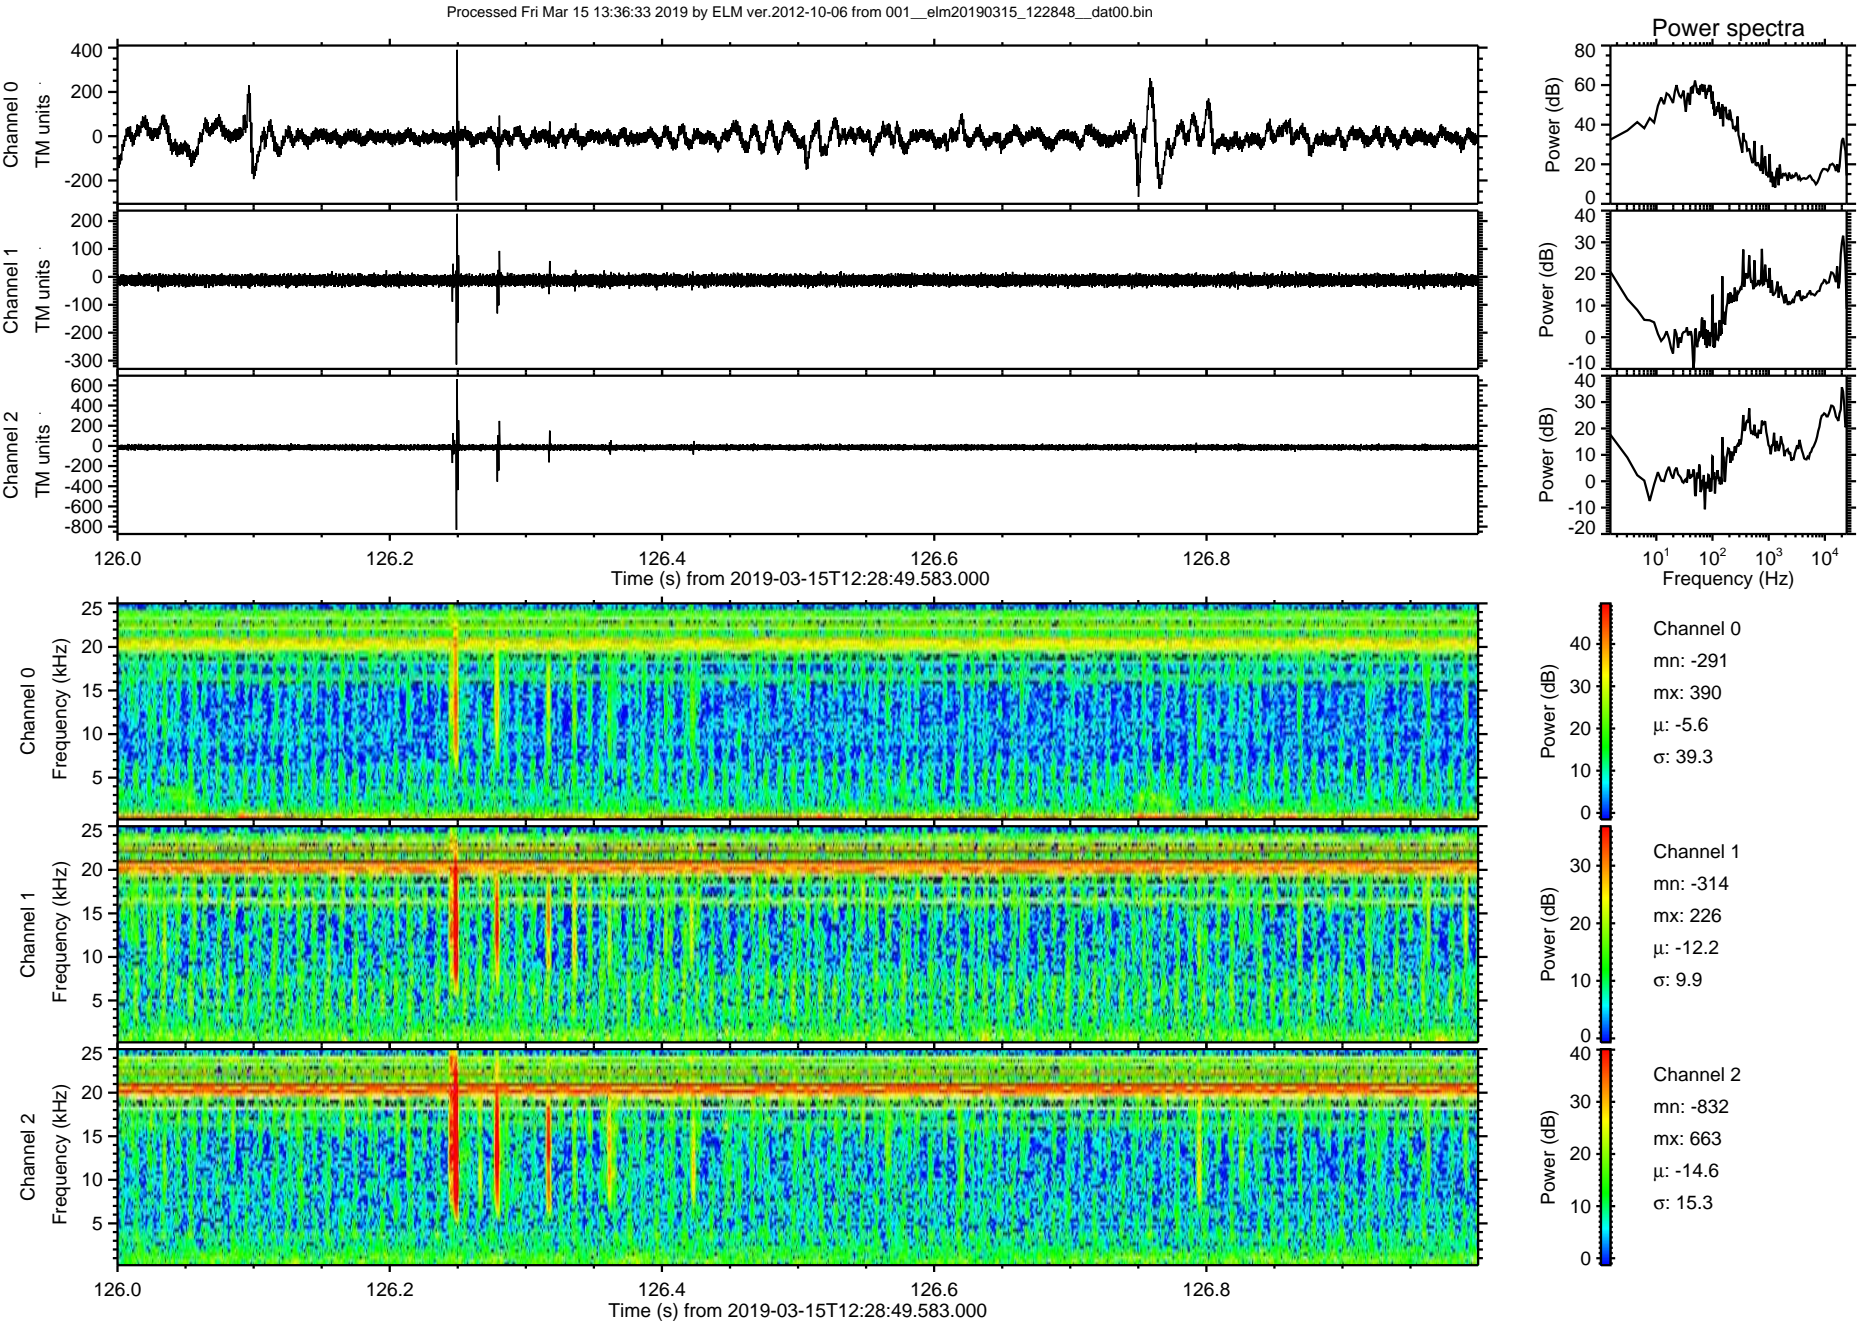 Processed Fri Mar 15 13:36:33 2019 by ELM ver.2012-10-06 from 001__elm20190315_122848__dat00.bin
Power spectra
Channel 0
TM units
400
200
0
-200
Power (dB)
80
60
40
20
0
Channel 1
TM units
200
100
0
-100
-200
-300
Power (dB)
40
30
20
10
0
-10
Channel 2
TM units
600
400
200
0
-200
-400
-600
-800
Power (dB)
40
30
20
10
0
-10
-20
126.0 126.2 126.4 126.6 126.8
Time (s) from 2019-03-15T12:28:49.583.000
10¹ 10² 10³ 10⁴
Frequency (Hz)
Channel 0
Frequency (kHz)
25
20
15
10
5
Power (dB)
40
30
20
10
0
Channel 0
mn: -291
mx: 390
μ: -5.6
σ: 39.3
Channel 1
Frequency (kHz)
25
20
15
10
5
Power (dB)
30
20
10
0
Channel 1
mn: -314
mx: 226
μ: -12.2
σ: 9.9
Channel 2
Frequency (kHz)
25
20
15
10
5
Power (dB)
40
30
20
10
0
Channel 2
mn: -832
mx: 663
μ: -14.6
σ: 15.3
126.0 126.2 126.4 126.6 126.8
Time (s) from 2019-03-15T12:28:49.583.000